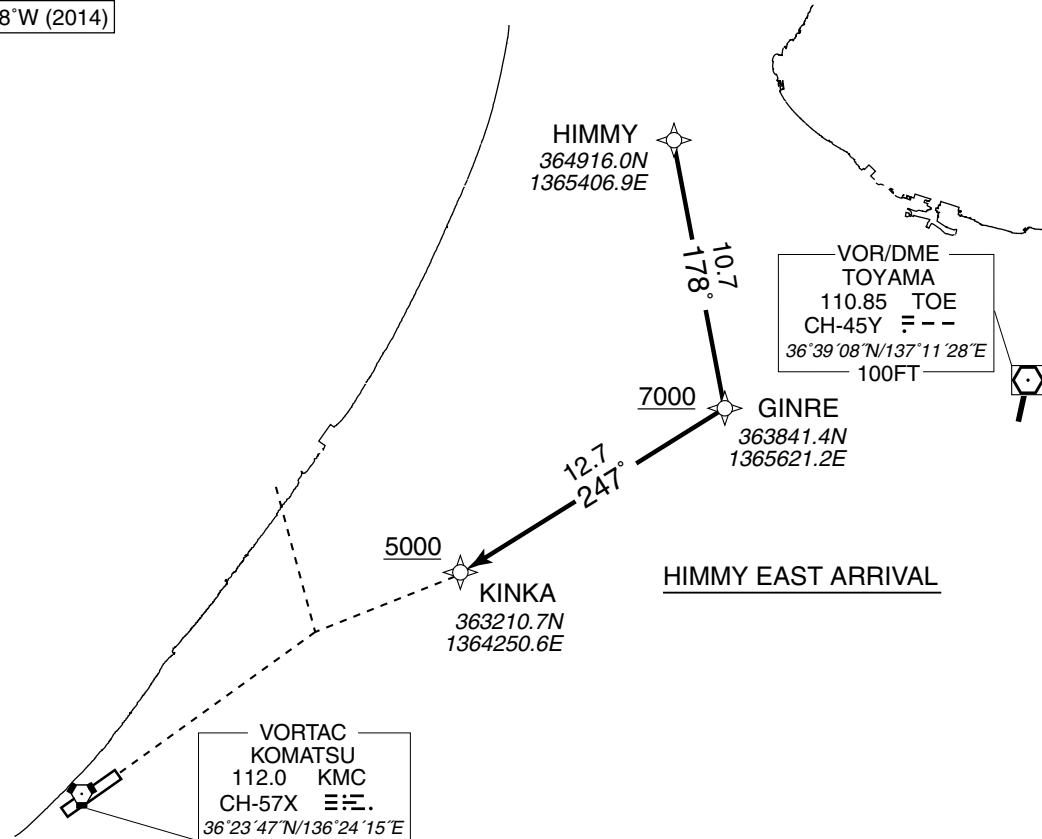 8°W (2014)
HIMMY
364916.0N
1365406.9E
10.7
178°
VOR/DME
TOYAMA
110.85 TOE
CH-45Y
36°39′08″N/137°11′28″E
100FT
7000
GINRE
363841.4N
1365621.2E
12.7
247°
5000
KINKA
363210.7N
1364250.6E
HIMMY EAST ARRIVAL
VORTAC
KOMATSU
112.0 KMC
CH-57X
36°23′47″N/136°24′15″E